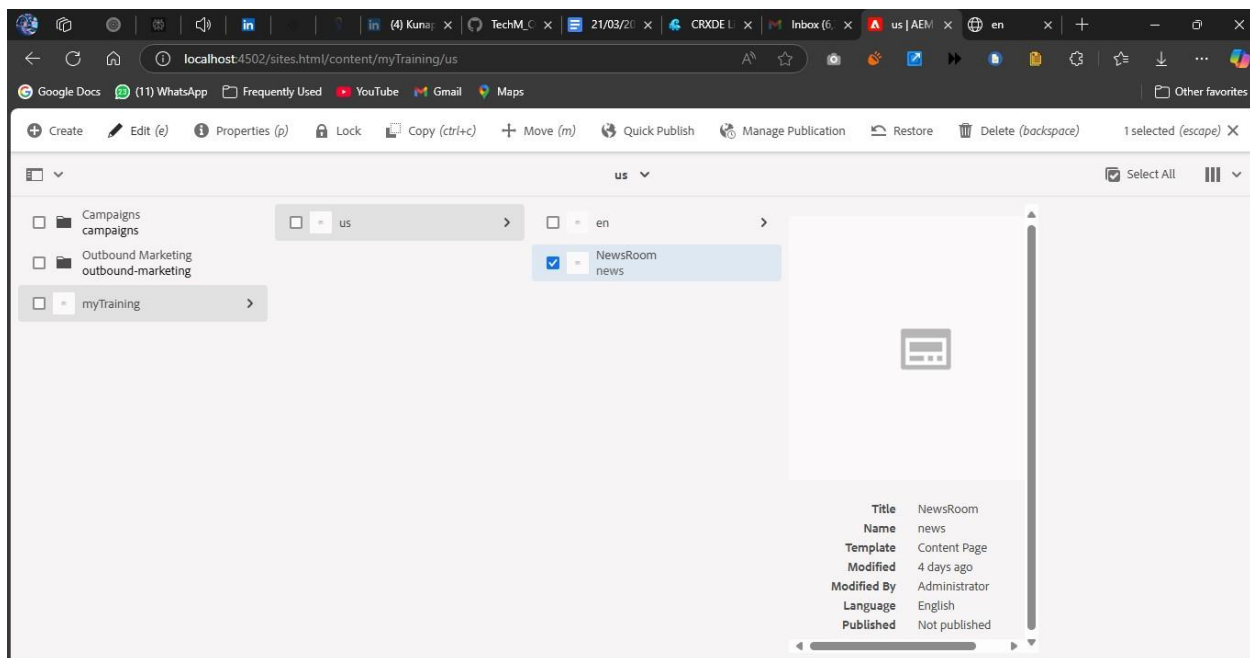 (4) Kunap TechM_C 21/03/20 CRXDE Li Inbox (6, us | AEM en
localhost:4502/sites.html/content/myTraining/us
Google Docs (11) WhatsApp Frequently Used YouTube Gmail Maps Other favorites
Create Edit (e) Properties (p) Lock Copy (ctrl+c) Move (m) Quick Publish Manage Publication Restore Delete (backspace) 1 selected (escape)
us Select All
Campaigns
campaigns
Outbound Marketing
outbound-marketing
myTraining
us
en
NewsRoom
news
Title NewsRoom
Name news
Template Content Page
Modified 4 days ago
Modified By Administrator
Language English
Published Not published